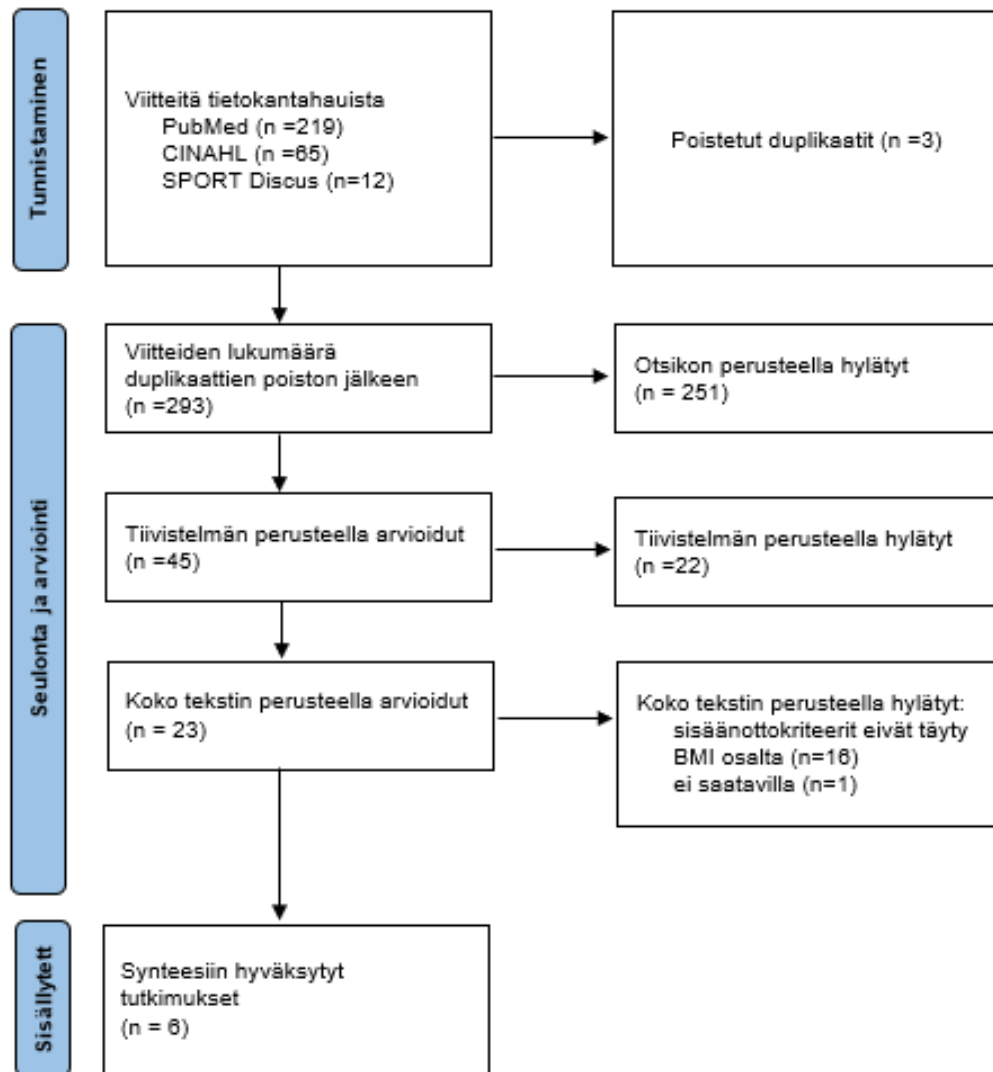 Tunnistaminen
Viitteitä tietokantahauista
PubMed (n =219)
CINAHL (n =65)
SPORT Discus (n=12)
Poistetut duplikaatit (n =3)
Seulonta ja arviointi
Viitteiden lukumäärä
duplikaattien poiston jälkeen
(n =293)
Otsikon perusteella hylätyt
(n = 251)
Tiivistelmän perusteella arvioidut
(n =45)
Tiivistelmän perusteella hylätyt
(n =22)
Koko tekstin perusteella arvioidut
(n = 23)
Koko tekstin perusteella hylätyt:
sisäänottokriteerit eivät täyty
BMI osalta (n=16)
ei saatavilla (n=1)
Sisällytett
Synteesiin hyväksytyt
tutkimukset
(n = 6)